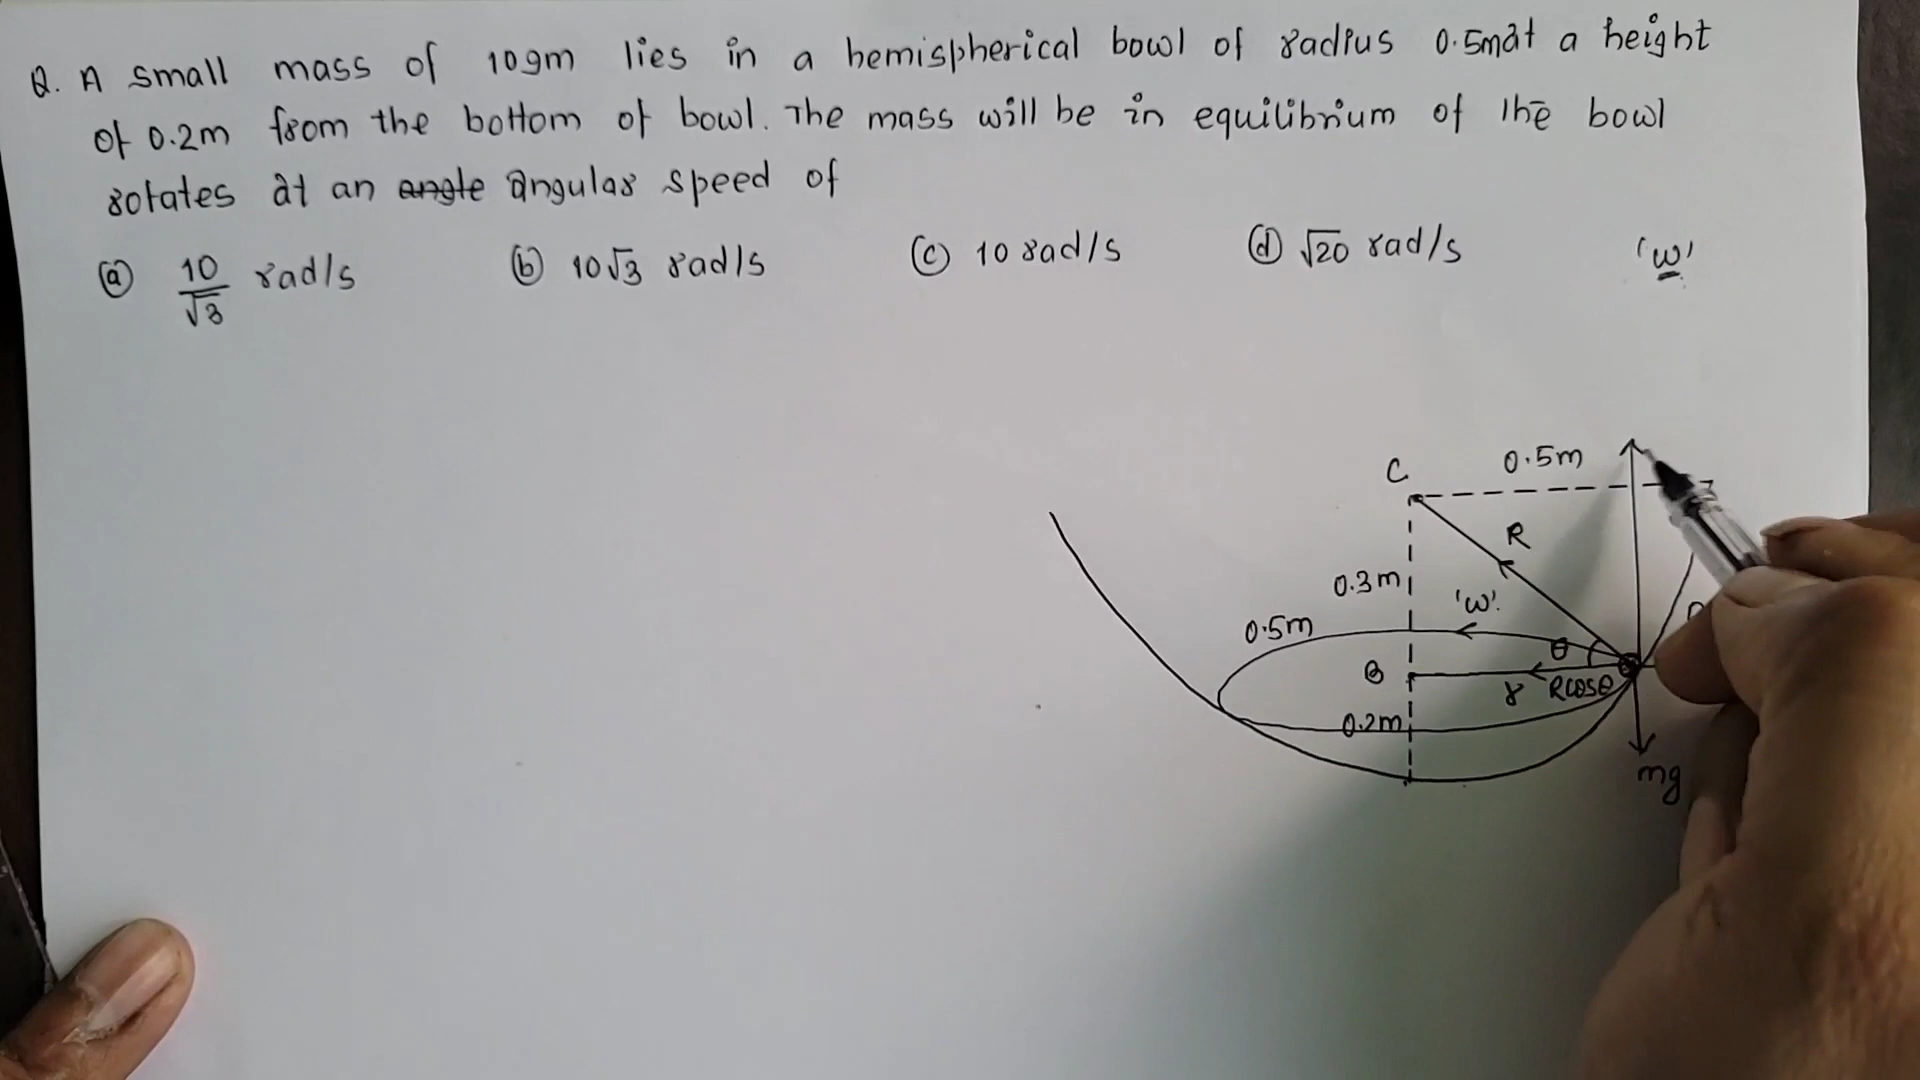 Q. A small mass of 10gm lies in a hemispherical bowl of radius 0.5m at a height
of 0.2m from the bottom of bowl. The mass will be in equilibrium of the bowl
rotates at an angle angular speed of
(a) 10/√3 rad/s (b) 10√3 rad/s (c) 10 rad/s (d) √20 rad/s 'ω'
C 0.5m
R
0.3m 'ω'
0.5m θ
B r Rcosθ
0.2m
mg